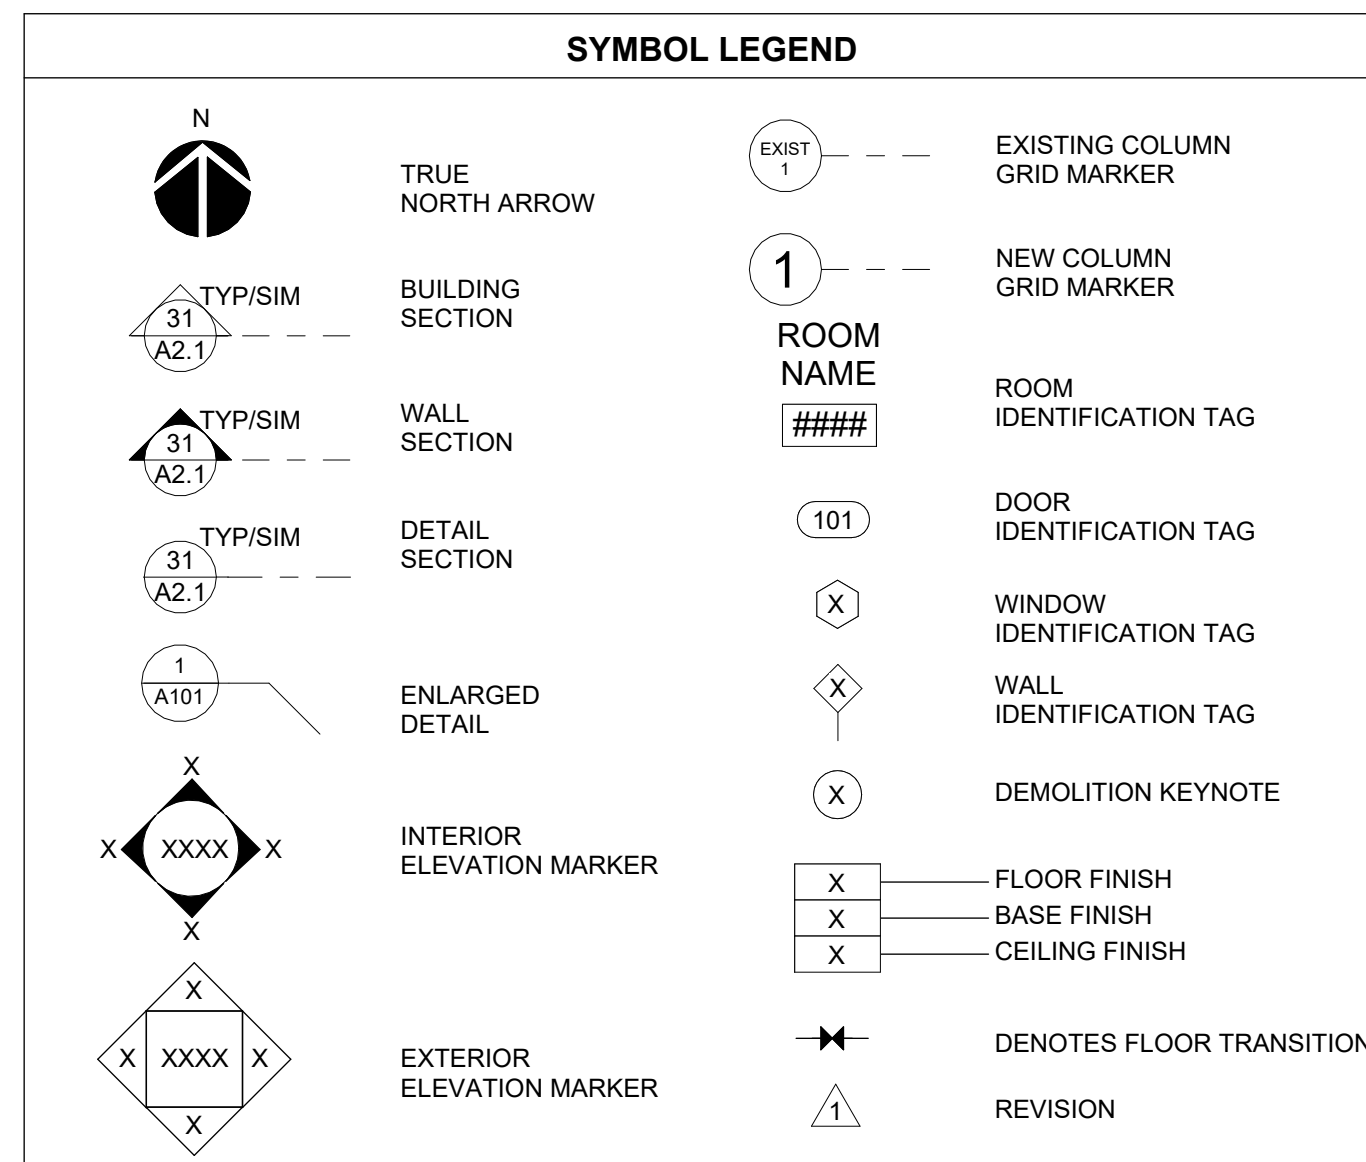 SYMBOL LEGEND
N
TRUE
NORTH ARROW
TYP/SIM
31
A2.1
BUILDING
SECTION
TYP/SIM
31
A2.1
WALL
SECTION
TYP/SIM
31
A2.1
DETAIL
SECTION
1
A101
ENLARGED
DETAIL
X
X XXXX X
X
INTERIOR
ELEVATION MARKER
X
X XXXX X
X
EXTERIOR
ELEVATION MARKER
EXIST
1
EXISTING COLUMN
GRID MARKER
1
NEW COLUMN
GRID MARKER
ROOM
NAME
####
ROOM
IDENTIFICATION TAG
101
DOOR
IDENTIFICATION TAG
X
WINDOW
IDENTIFICATION TAG
X
WALL
IDENTIFICATION TAG
X
DEMOLITION KEYNOTE
X FLOOR FINISH
X BASE FINISH
X CEILING FINISH
DENOTES FLOOR TRANSITION
1
REVISION